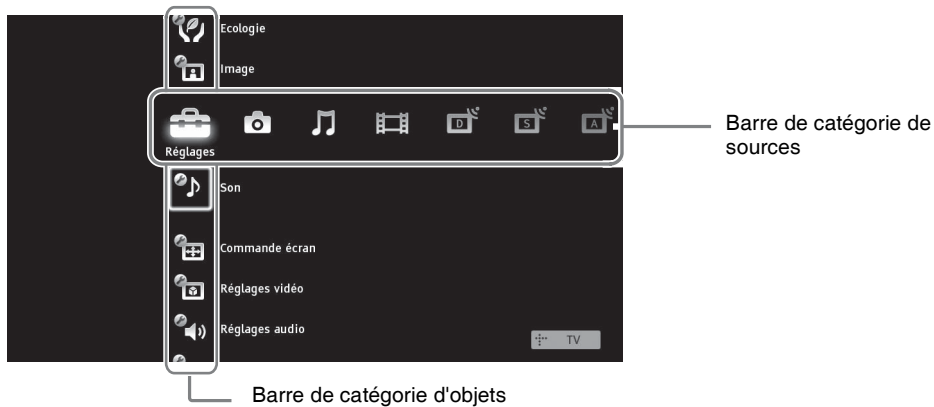 Ecologie
Image
D
S
A
Réglages
Barre de catégorie de
sources
Son
Commande écran
Réglages vidéo
Réglages audio
TV
Barre de catégorie d'objets